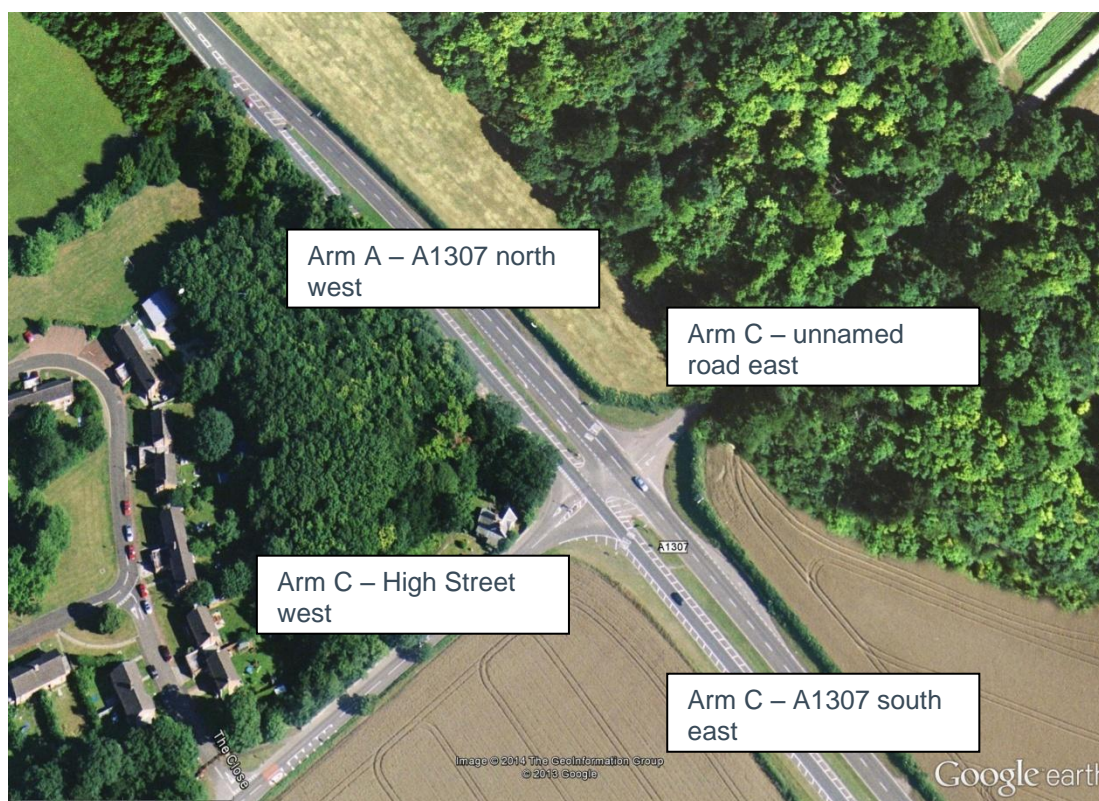 Arm A – A1307 north
west
Arm C – unnamed
road east
A1307
Arm C – High Street
west
Arm C – A1307 south
east
The Close
Image © 2014 The GeoInformation Group
© 2013 Google
Google earth